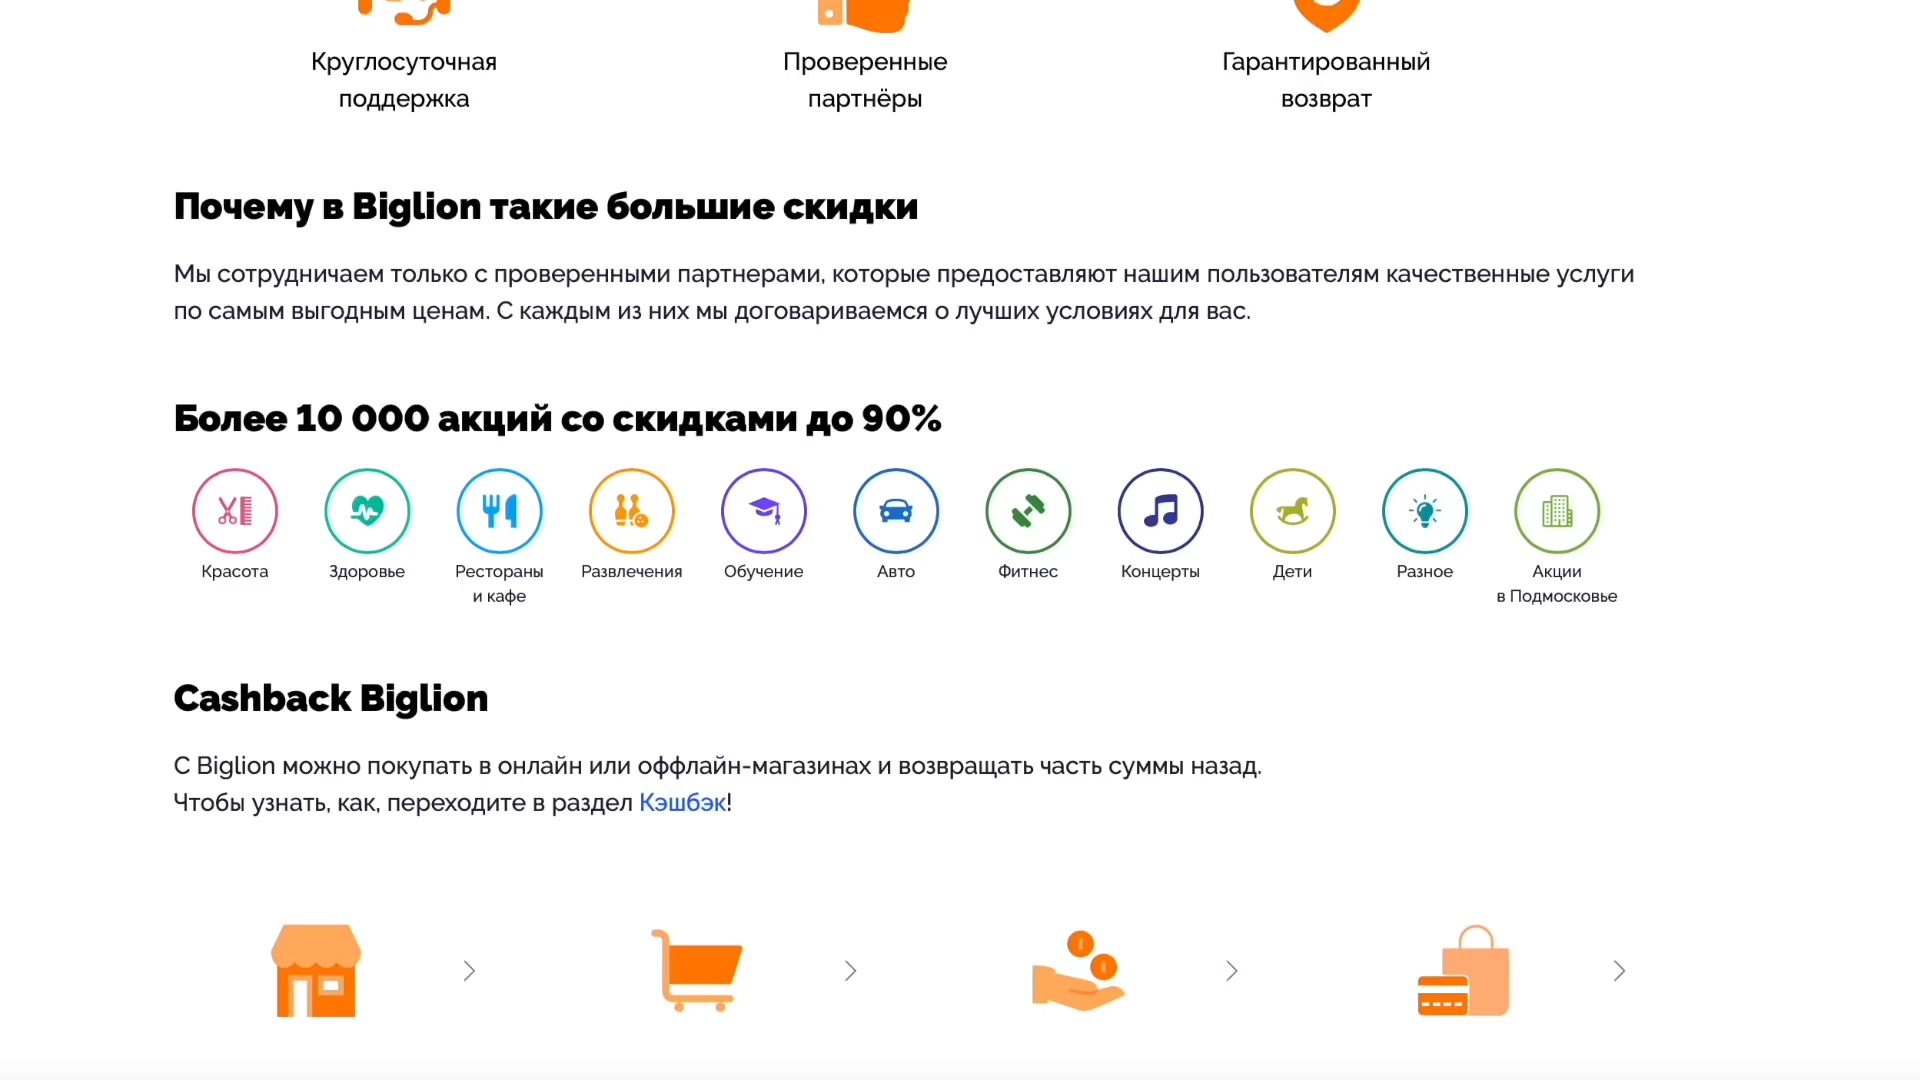 Круглосуточная
поддержка
Проверенные
партнёры
Гарантированный
возврат
Почему в Biglion такие большие скидки
Мы сотрудничаем только с проверенными партнерами, которые предоставляют нашим пользователям качественные услуги
по самым выгодным ценам. С каждым из них мы договариваемся о лучших условиях для вас.
Более 10 000 акций со скидками до 90%
Красота
Здоровье
Рестораны
и кафе
Развлечения
Обучение
Авто
Фитнес
Концерты
Дети
Разное
Акции
в Подмосковье
Cashback Biglion
С Biglion можно покупать в онлайн или оффлайн-магазинах и возвращать часть суммы назад.
Чтобы узнать, как, переходите в раздел Кэшбэк!